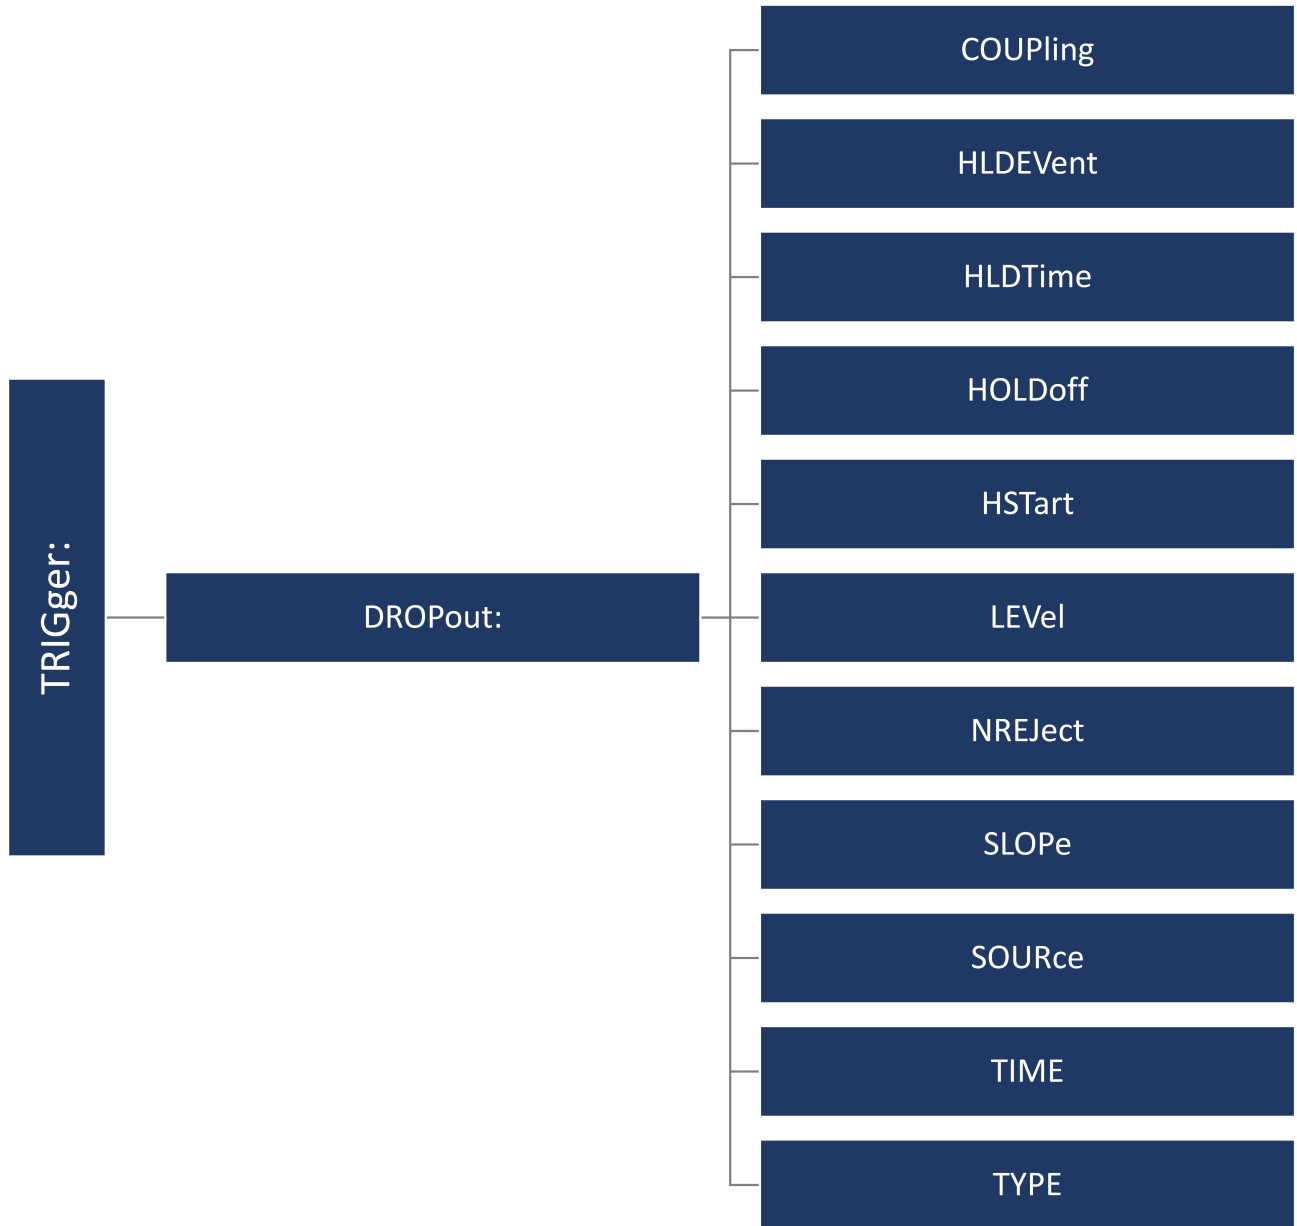 TRIGger:
DROPout:
COUPling
HLDEVent
HLDTime
HOLDoff
HSTart
LEVel
NREJect
SLOPe
SOURce
TIME
TYPE